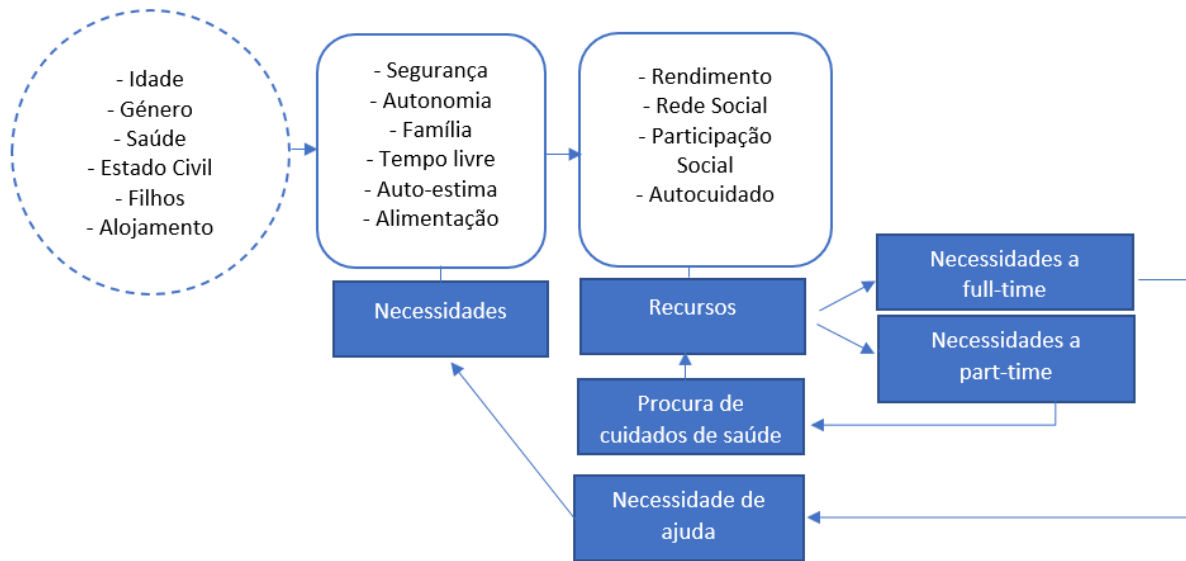 - Idade
- Género
- Saúde
- Estado Civil
- Filhos
- Alojamento
- Segurança
- Autonomia
- Família
- Tempo livre
- Auto-estima
- Alimentação
- Rendimento
- Rede Social
- Participação
Social
- Autocuidado
Necessidades
Recursos
Necessidades a
full-time
Necessidades a
part-time
Procura de
cuidados de saúde
Necessidade de
ajuda